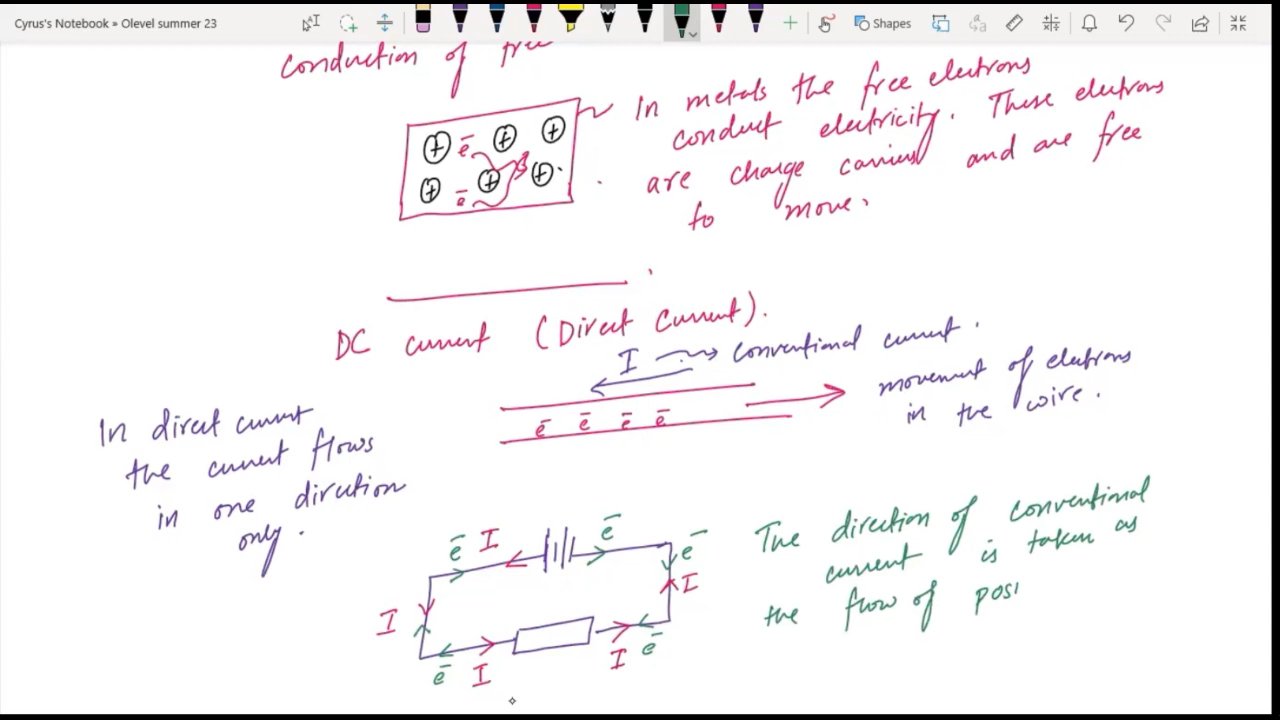 Cyrus's Notebook » Olevel summer 23
Shapes
conduction of free
In metals the free electrons
conduct electricity. These electrons
are charge carriers and are free
to move.
DC current (Direct Current).
I → conventional current.
movement of electrons
in the wire.
e⁻ e⁻ e⁻ e⁻
In direct current
the current flows
in one direction
only.
e⁻ I e⁻
e⁻
I
I
e⁻ I I e⁻
The direction of conventional
current is taken as
the flow of posi
+ e⁻ + +
+ e⁻ + +